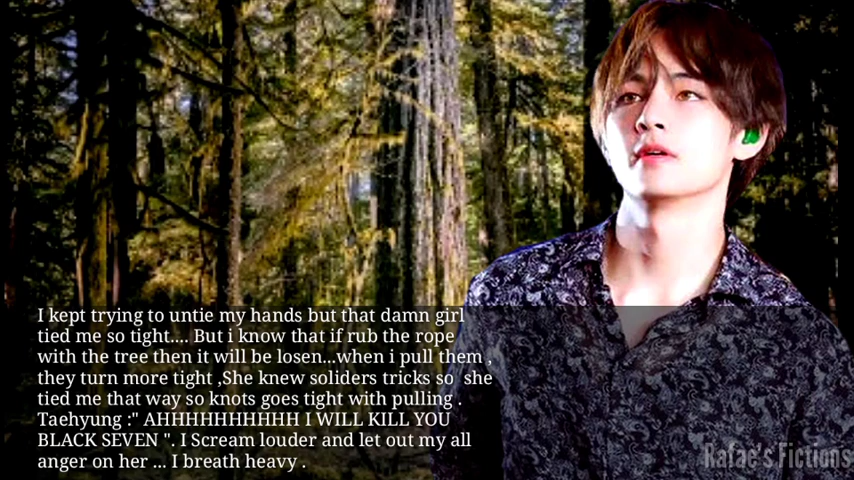 I kept trying to untie my hands but that damn girl
tied me so tight.... But i know that if rub the rope
with the tree then it will be losen...when i pull them ,
they turn more tight ,She knew soliders tricks so  she
tied me that way so knots goes tight with pulling .
Taehyung :" AHHHHHHHHHH I WILL KILL YOU
BLACK SEVEN ". I Scream louder and let out my all
anger on her ... I breath heavy .
Rafae's Fictions